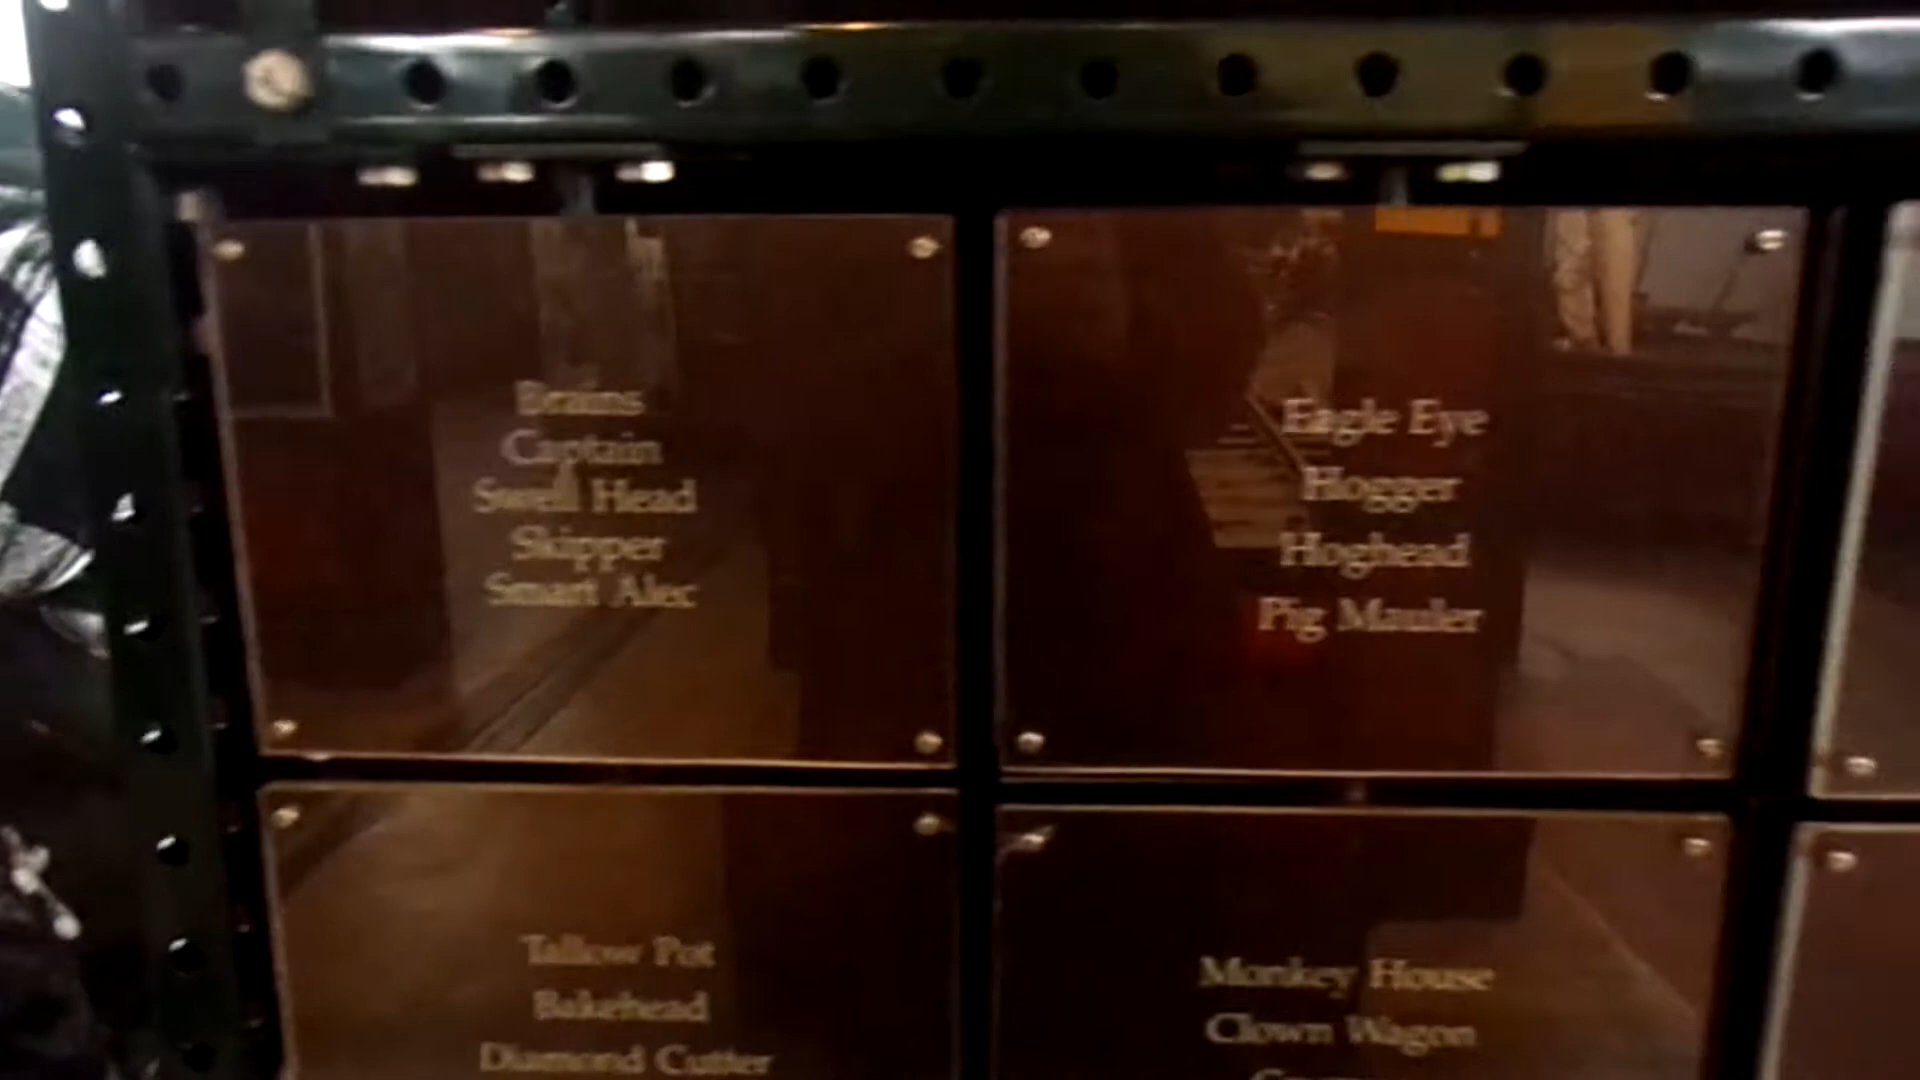 Brains
Captain
Swell Head
Skipper
Smart Alec
Eagle Eye
Hogger
Hoghead
Pig Mauler
Tallow Pot
Bakehead
Diamond Cutter
Monkey House
Clown Wagon